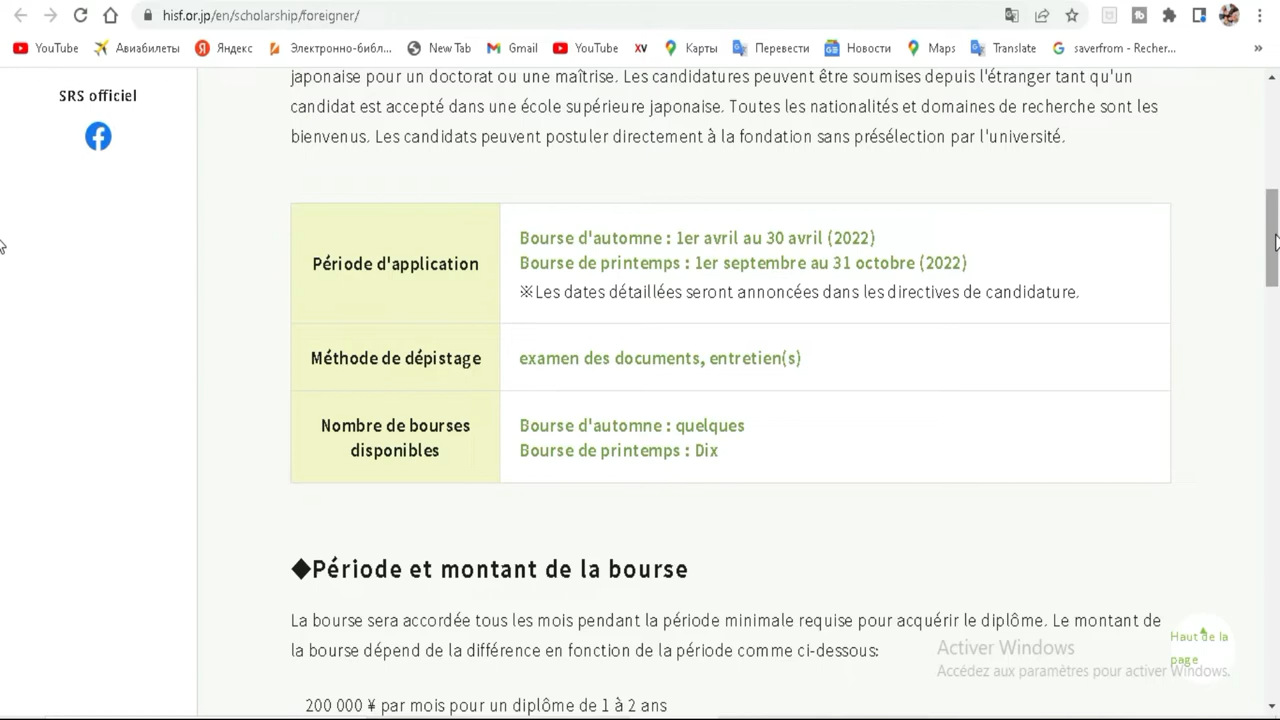 hisf.or.jp/en/scholarship/foreigner/
YouTube
Авиабилеты
Яндекс
Электронно-библ...
New Tab
Gmail
YouTube
XV
Карты
Перевести
Новости
Maps
Translate
saverfrom - Recher...
»
SRS officiel
japonaise pour un doctorat ou une maîtrise. Les candidatures peuvent être soumises depuis l'étranger tant qu'un
candidat est accepté dans une école supérieure japonaise. Toutes les nationalités et domaines de recherche sont les
bienvenus. Les candidats peuvent postuler directement à la fondation sans présélection par l'université.
Période d'application
Bourse d'automne : 1er avril au 30 avril (2022)
Bourse de printemps : 1er septembre au 31 octobre (2022)
※Les dates détaillées seront annoncées dans les directives de candidature.
Méthode de dépistage
examen des documents, entretien(s)
Nombre de bourses
disponibles
Bourse d'automne : quelques
Bourse de printemps : Dix
◆Période et montant de la bourse
La bourse sera accordée tous les mois pendant la période minimale requise pour acquérir le diplôme. Le montant de
la bourse dépend de la différence en fonction de la période comme ci-dessous:
Haut de la
page
Activer Windows
Accédez aux paramètres pour activer Windows.
200 000 ¥ par mois pour un diplôme de 1 à 2 ans